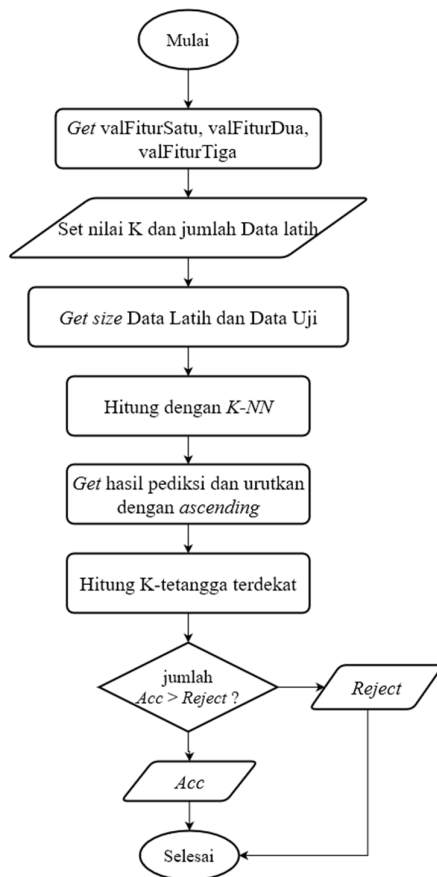 Mulai
Get valFiturSatu, valFiturDua,
valFiturTiga
Set nilai K dan jumlah Data latih
Get size Data Latih dan Data Uji
Hitung dengan K-NN
Get hasil pediksi dan urutkan
dengan ascending
Hitung K-tetangga terdekat
jumlah
Acc > Reject ?
Reject
Acc
Selesai